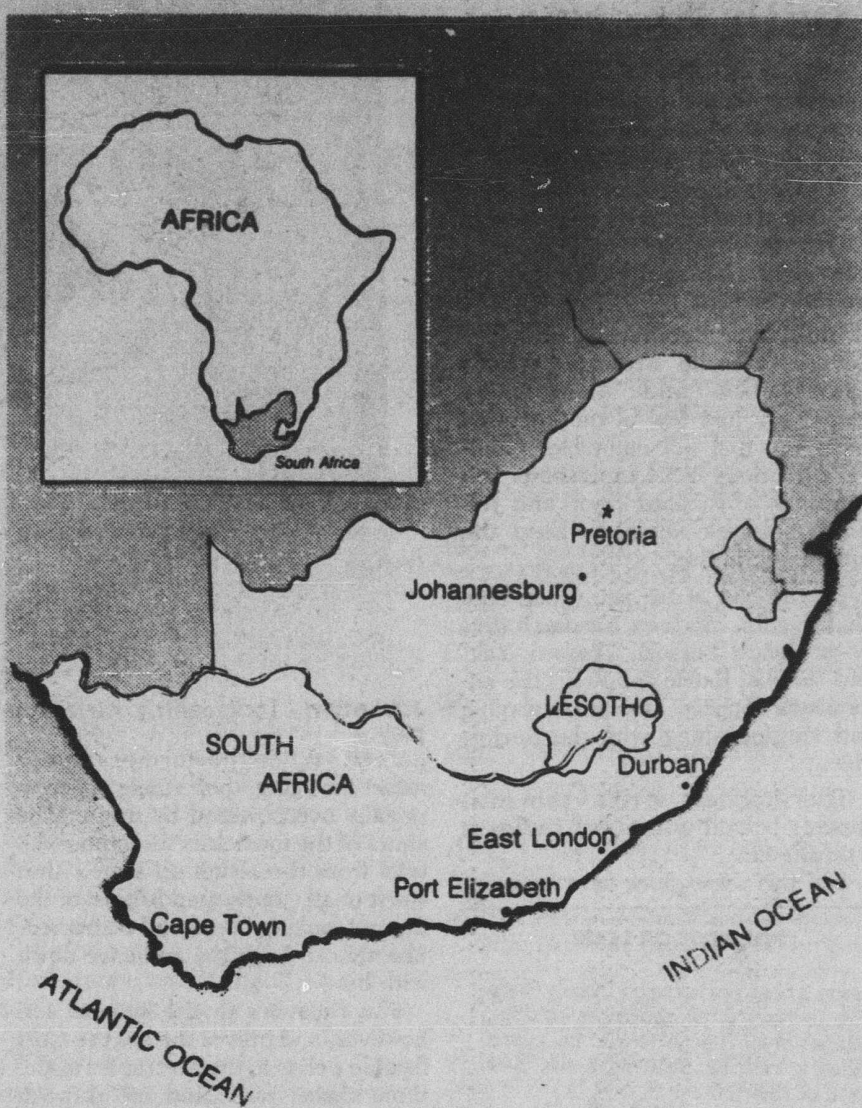 AFRICA
South Africa
Pretoria
Johannesburg
LESOTHO
SOUTH
AFRICA
Durban
East London
Port Elizabeth
Cape Town
INDIAN OCEAN
ATLANTIC OCEAN